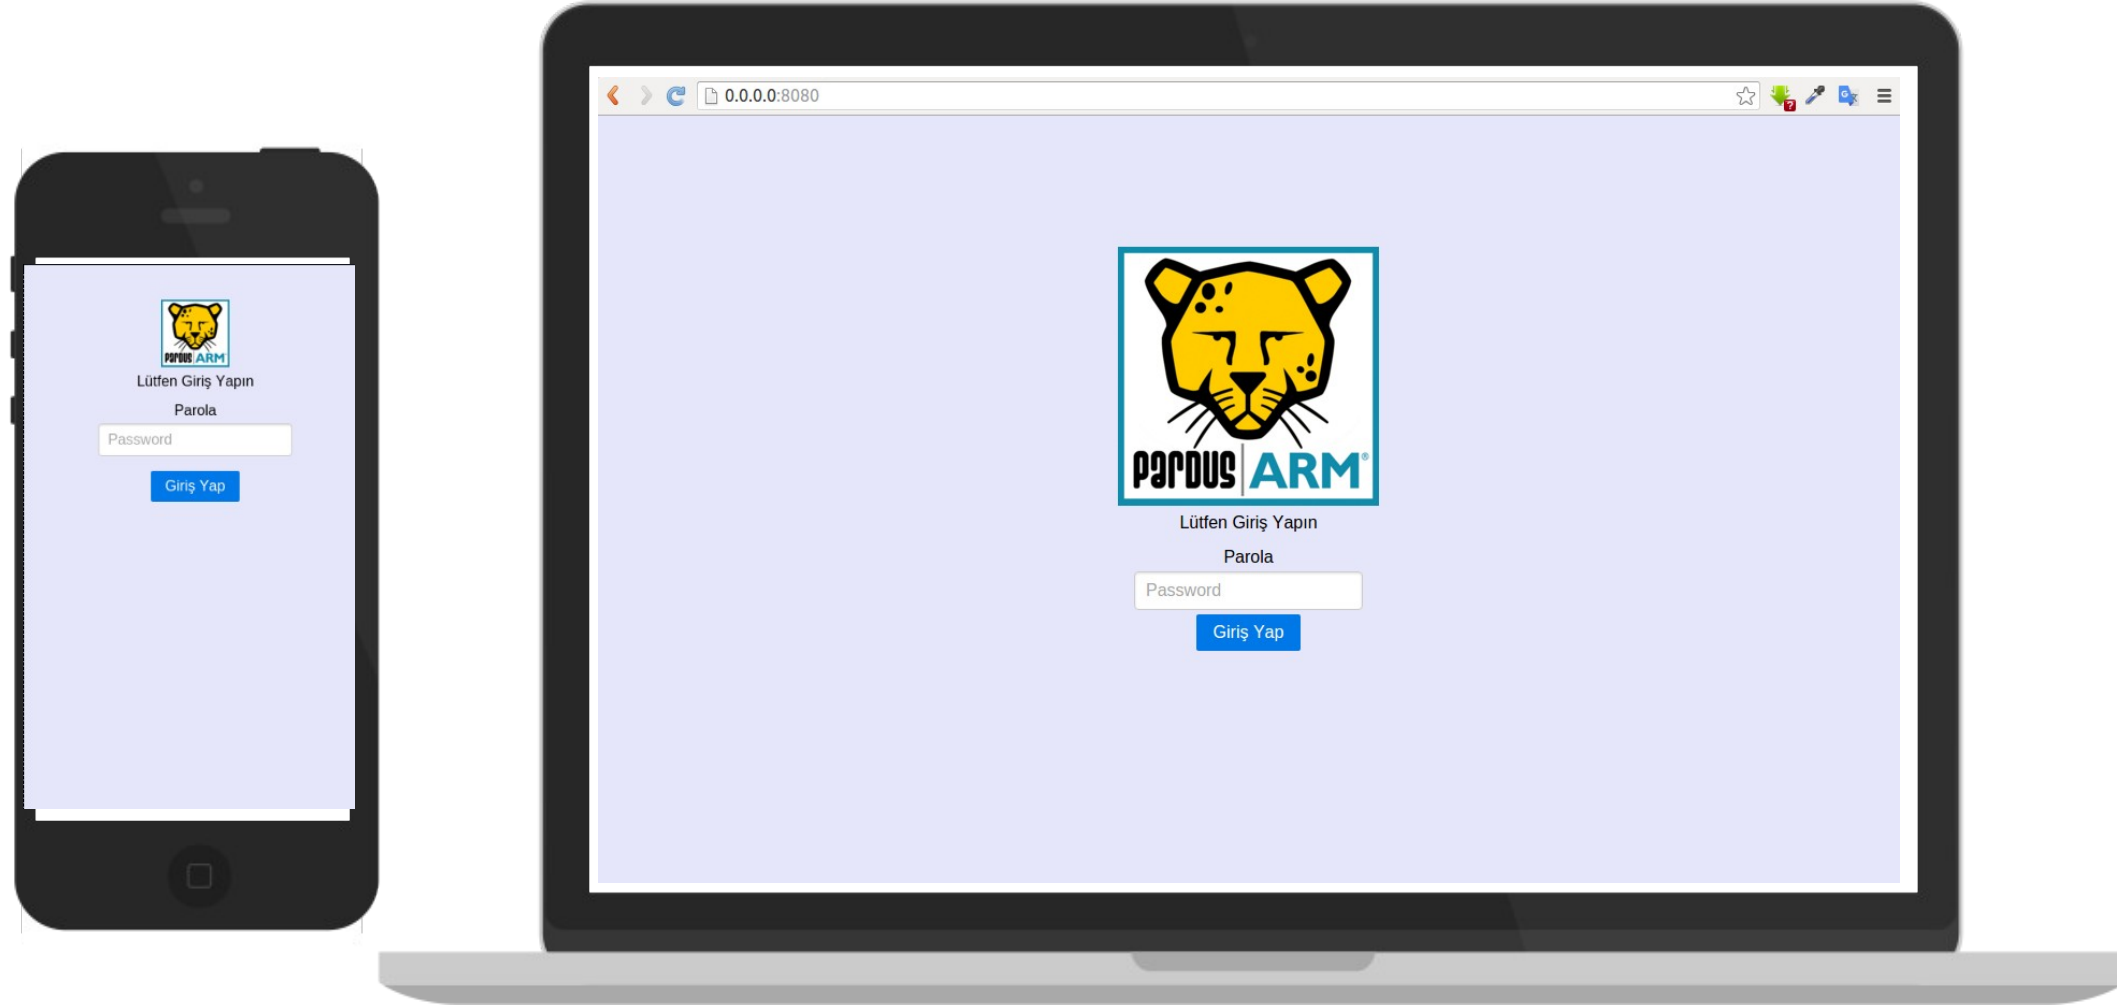 PARDUS ARM
Lütfen Giriş Yapın
Parola
Password
Giriş Yap
0.0.0.0:8080
PARDUS ARM®
Lütfen Giriş Yapın
Parola
Password
Giriş Yap